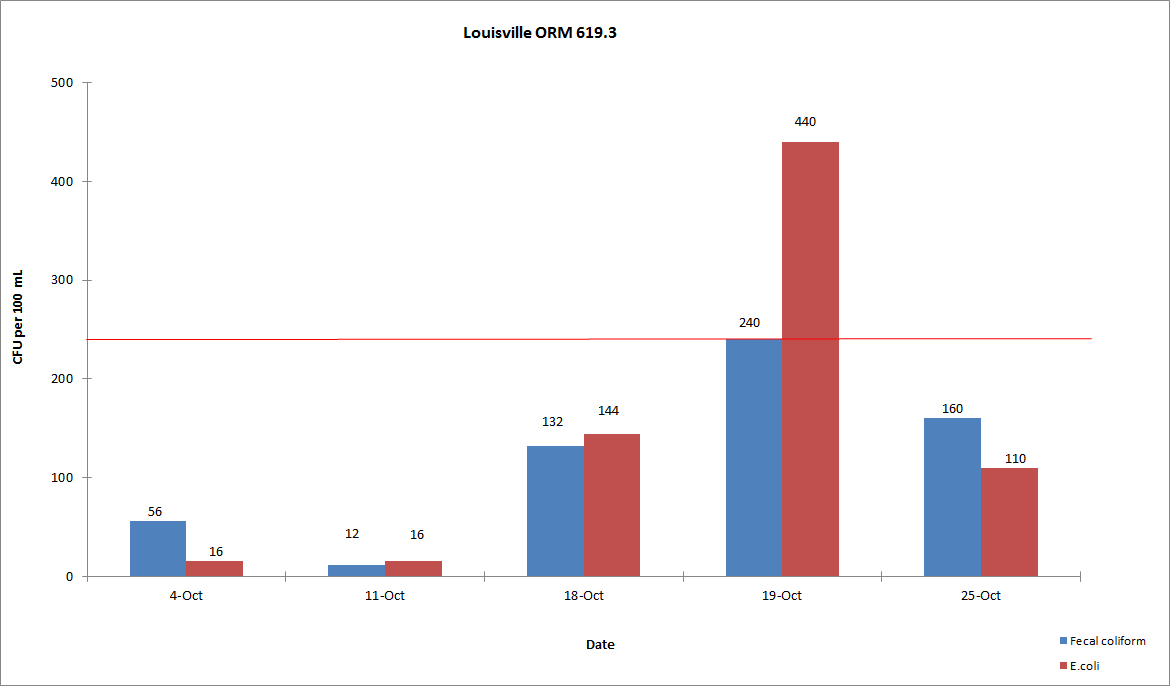 Louisville ORM 619.3
500
400
300
200
100
0
CFU per 100 mL
56
16
12
16
132
144
240
440
160
110
4-Oct
11-Oct
18-Oct
19-Oct
25-Oct
Date
Fecal coliform
E.coli